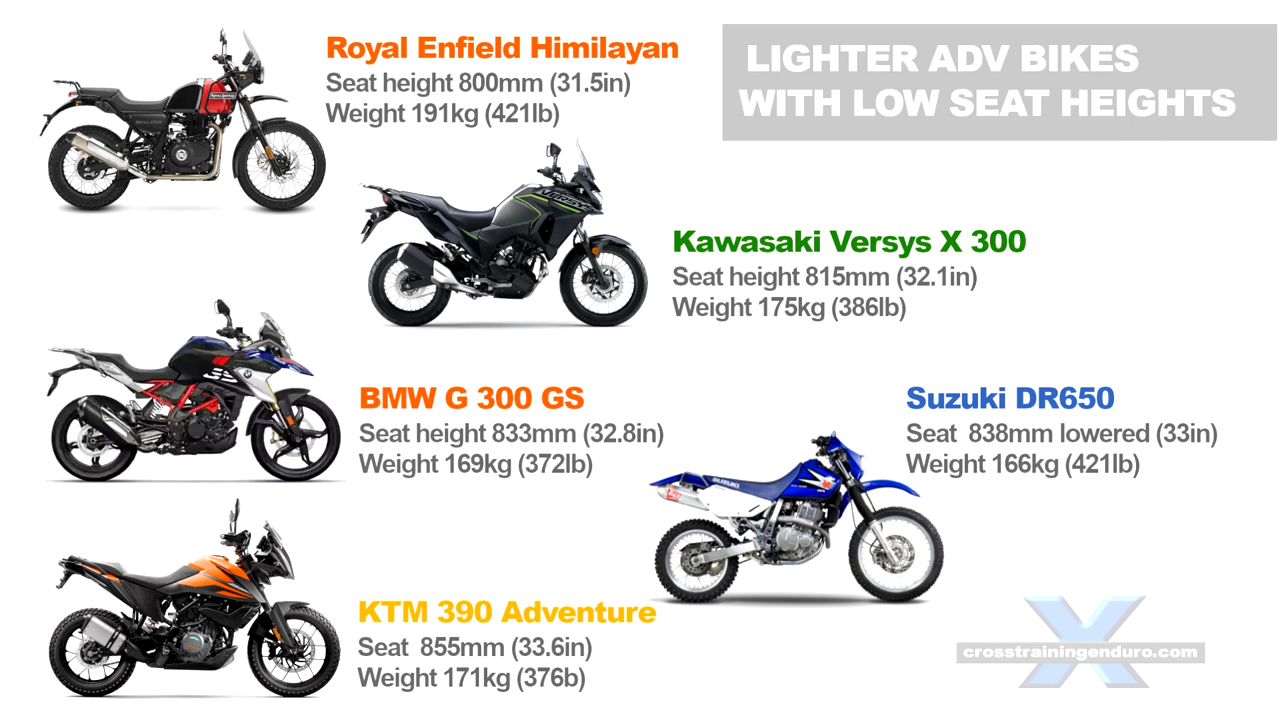 Royal Enfield Himilayan
Seat height 800mm (31.5in)
Weight 191kg (421lb)
LIGHTER ADV BIKES
WITH LOW SEAT HEIGHTS
Kawasaki Versys X 300
Seat height 815mm (32.1in)
Weight 175kg (386lb)
BMW G 300 GS
Seat height 833mm (32.8in)
Weight 169kg (372lb)
Suzuki DR650
Seat  838mm lowered (33in)
Weight 166kg (421lb)
SUZUKI
KTM 390 Adventure
Seat  855mm (33.6in)
Weight 171kg (376b)
X
crosstrainingenduro.com